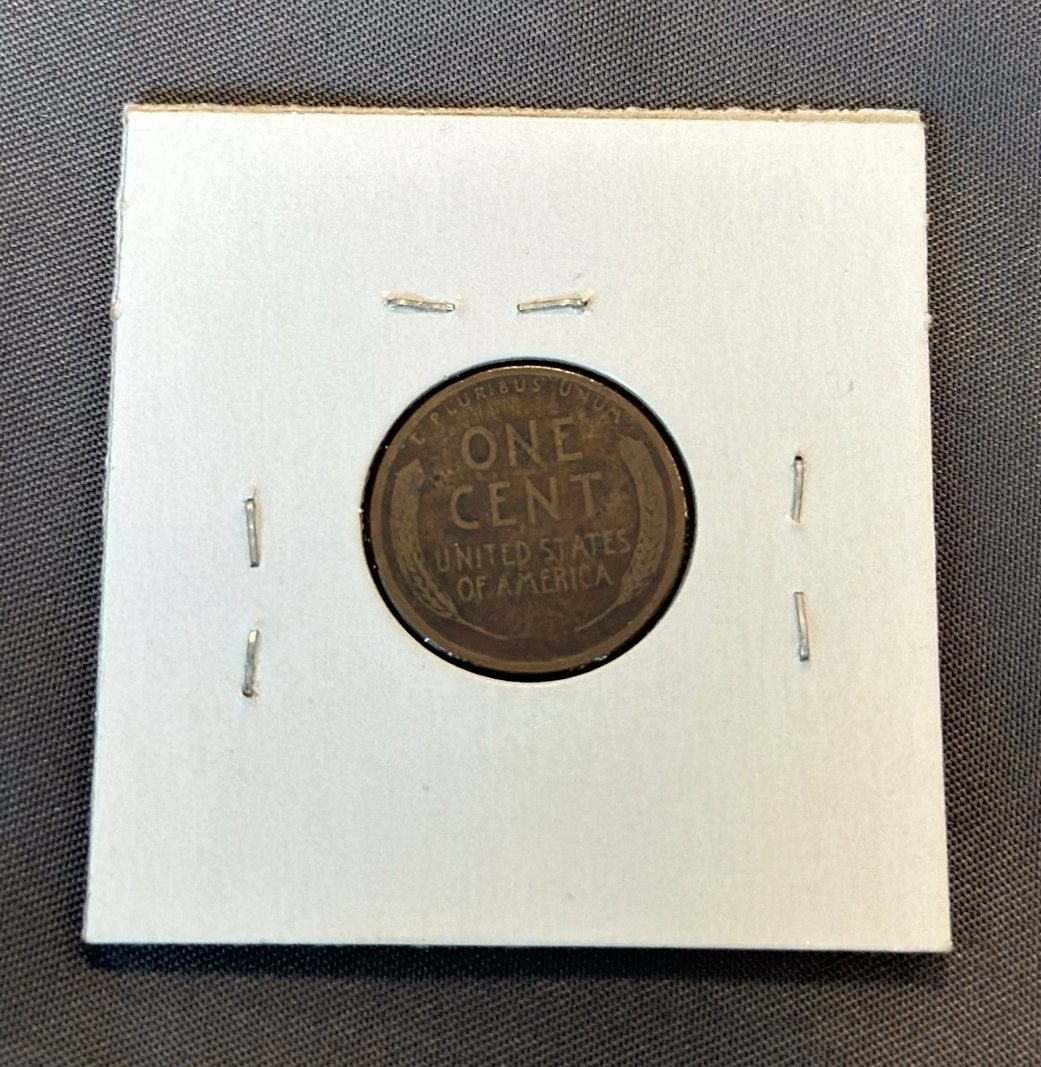 E PLURIBUS UNUM
ONE
CENT
UNITED STATES
OF AMERICA